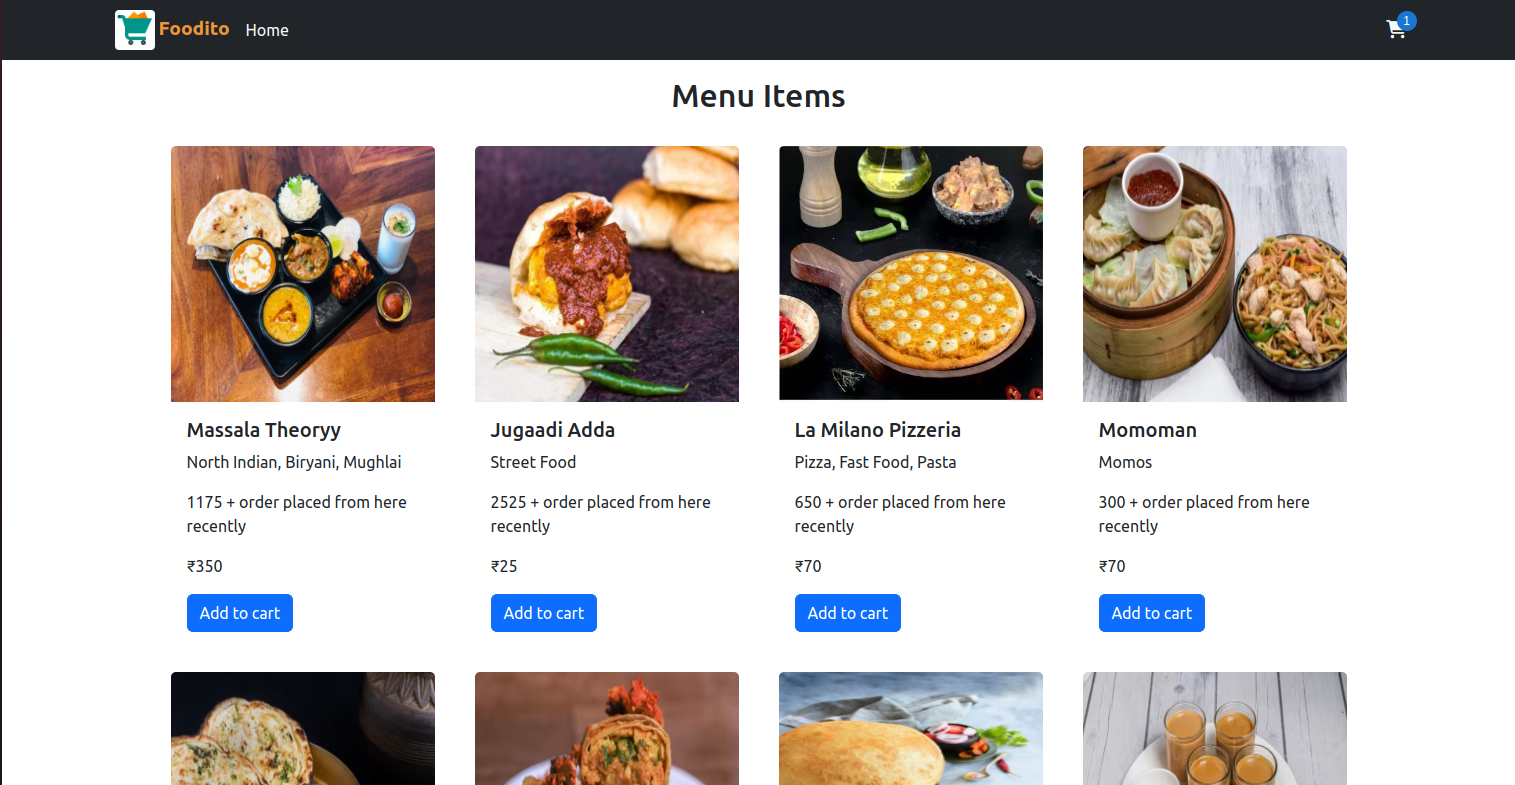 Foodito Home 1
Menu Items
Massala Theoryy
North Indian, Biryani, Mughlai
1175 + order placed from here
recently
₹350
Add to cart
Jugaadi Adda
Street Food
2525 + order placed from here
recently
₹25
Add to cart
La Milano Pizzeria
Pizza, Fast Food, Pasta
650 + order placed from here
recently
₹70
Add to cart
Momoman
Momos
300 + order placed from here
recently
₹70
Add to cart